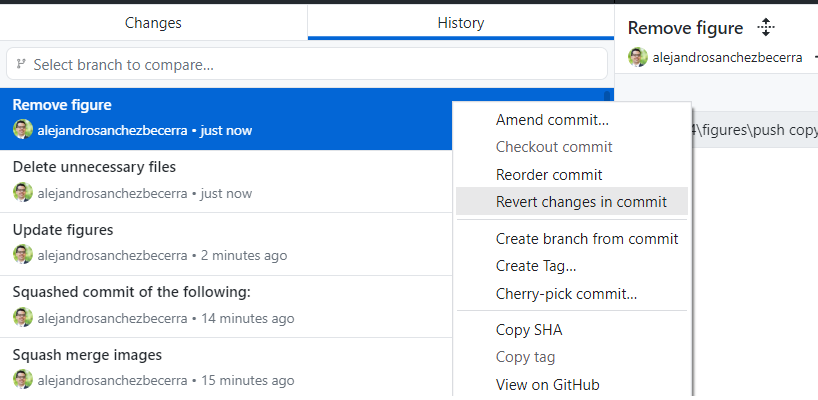 Changes
History
Select branch to compare...
Remove figure
alejandrosanchezbecerra • just now
Delete unnecessary files
alejandrosanchezbecerra • just now
Update figures
alejandrosanchezbecerra • 2 minutes ago
Squashed commit of the following:
alejandrosanchezbecerra • 14 minutes ago
Squash merge images
alejandrosanchezbecerra • 15 minutes ago
Amend commit...
Checkout commit
Reorder commit
Revert changes in commit
Create branch from commit
Create Tag...
Cherry-pick commit...
Copy SHA
Copy tag
View on GitHub
Remove figure
alejandrosanchezbecerra
\figures\push copy